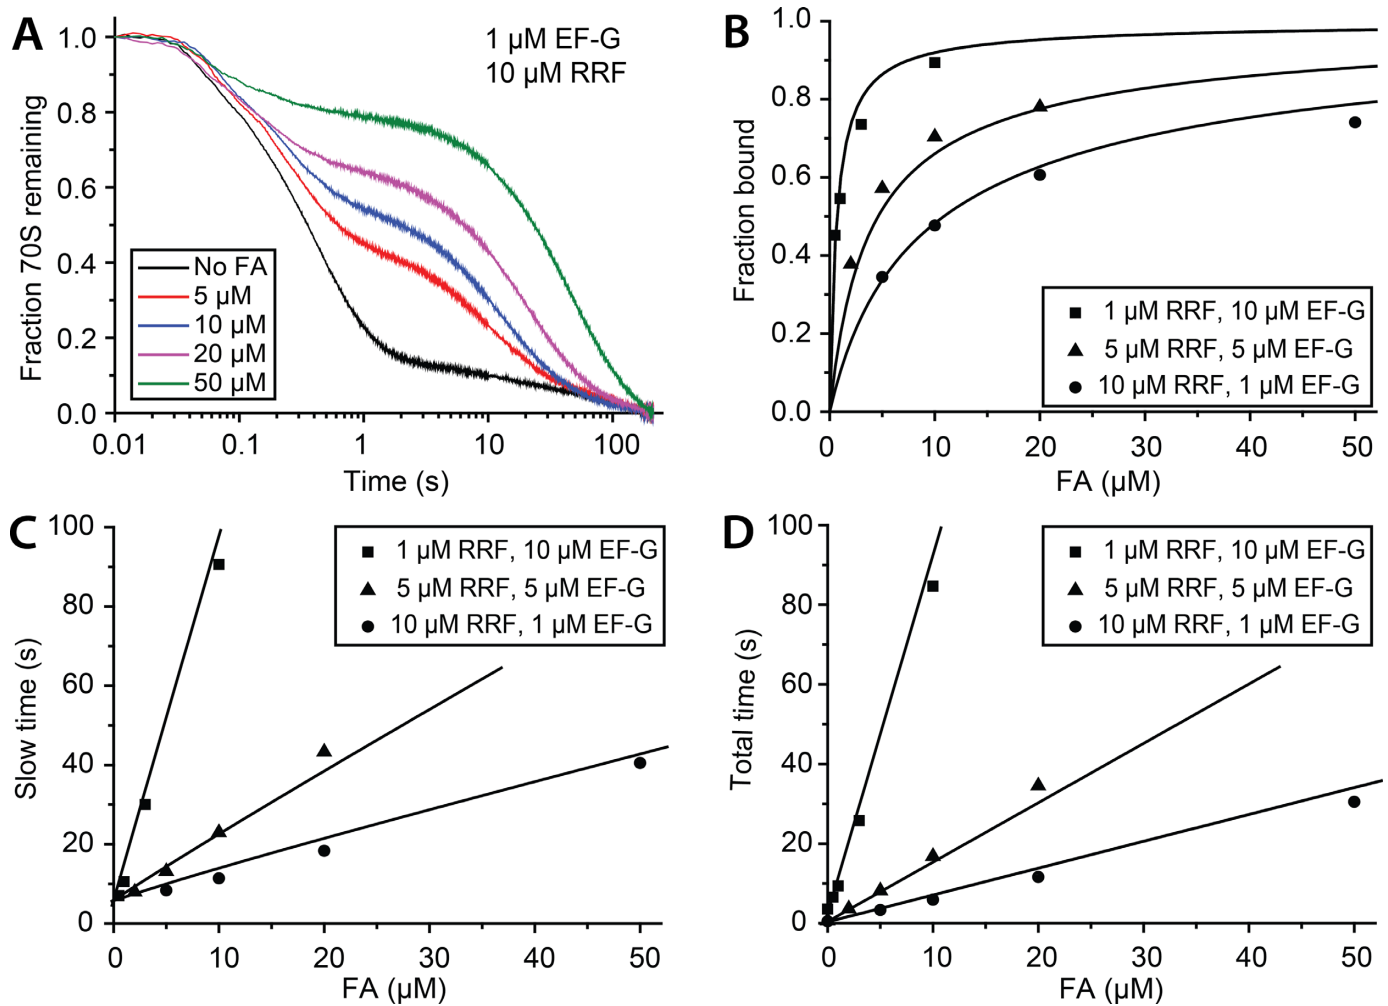 A
1 µM EF-G
10 µM RRF
Fraction 70S remaining
1.0
0.8
0.6
0.4
0.2
0.0
No FA
5 µM
10 µM
20 µM
50 µM
0.01 0.1 1 10 100
Time (s)
B
Fraction bound
1.0
0.8
0.6
0.4
0.2
0.0
1 µM RRF, 10 µM EF-G
5 µM RRF, 5 µM EF-G
10 µM RRF, 1 µM EF-G
0 10 20 30 40 50
FA (µM)
C
Slow time (s)
100
80
60
40
20
0
1 µM RRF, 10 µM EF-G
5 µM RRF, 5 µM EF-G
10 µM RRF, 1 µM EF-G
0 10 20 30 40 50
FA (µM)
D
Total time (s)
100
80
60
40
20
0
1 µM RRF, 10 µM EF-G
5 µM RRF, 5 µM EF-G
10 µM RRF, 1 µM EF-G
0 10 20 30 40 50
FA (µM)